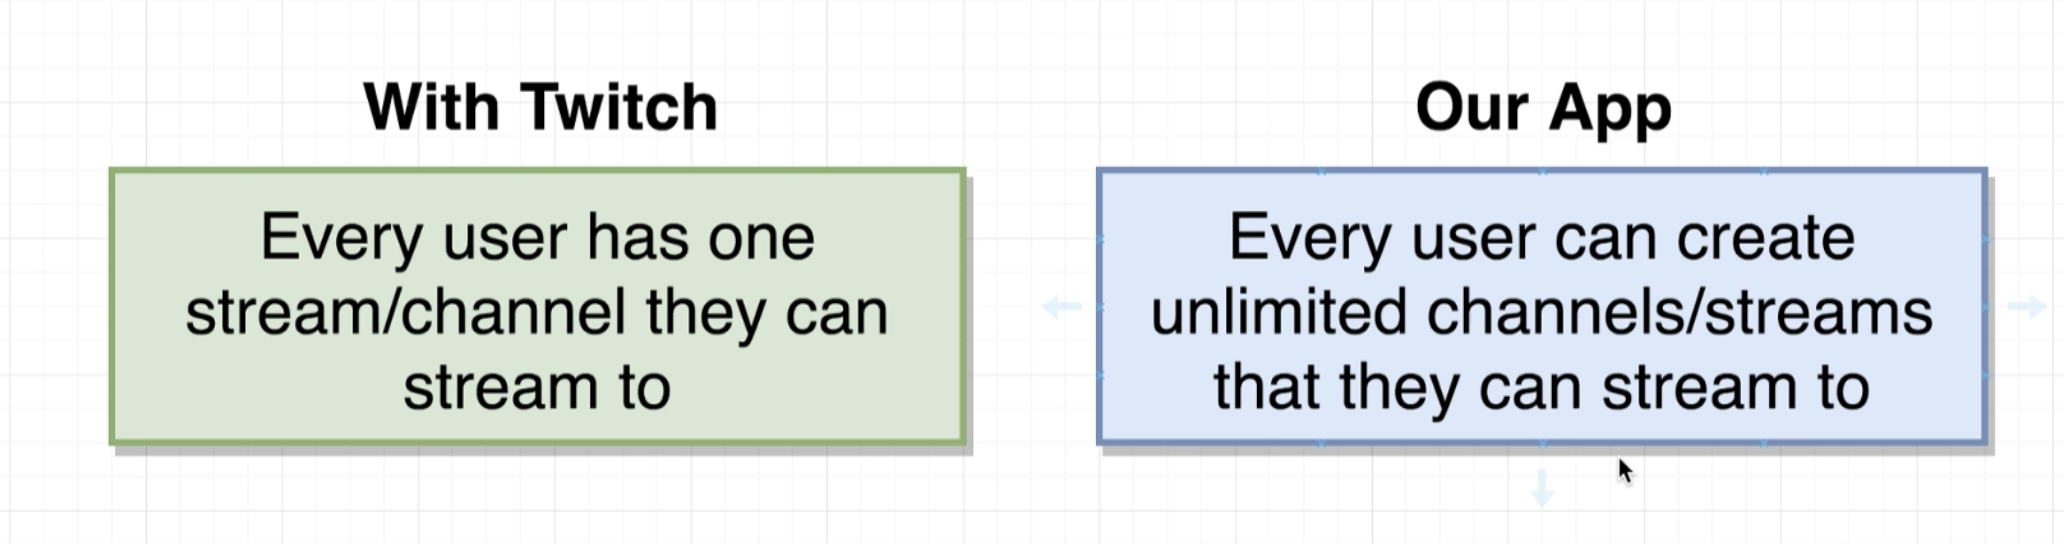 With Twitch
Every user has one
stream/channel they can
stream to
Our App
Every user can create
unlimited channels/streams
that they can stream to